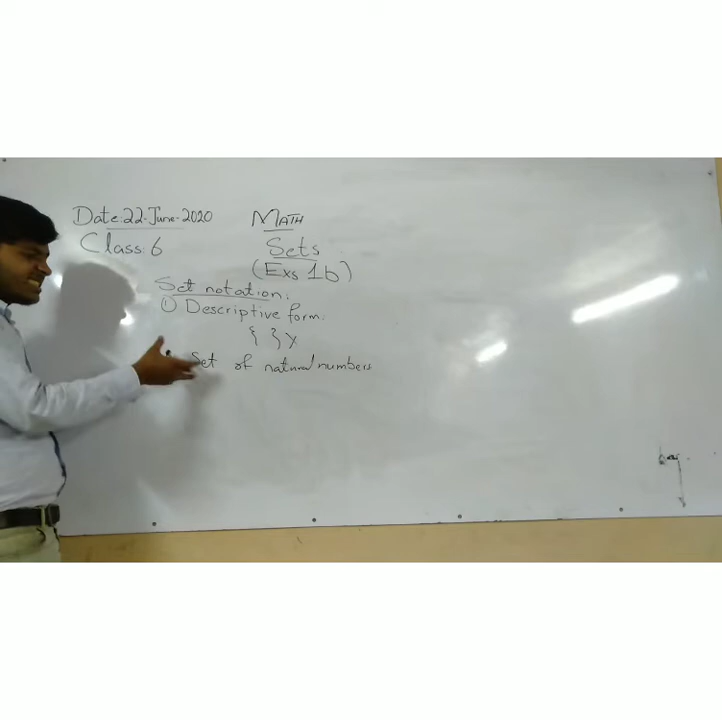 Date: 22-June-2020
Class: 6
MATH
Sets
(Exs 1b)
Set notation:
① Descriptive form:
{ } X
• Set of natural numbers